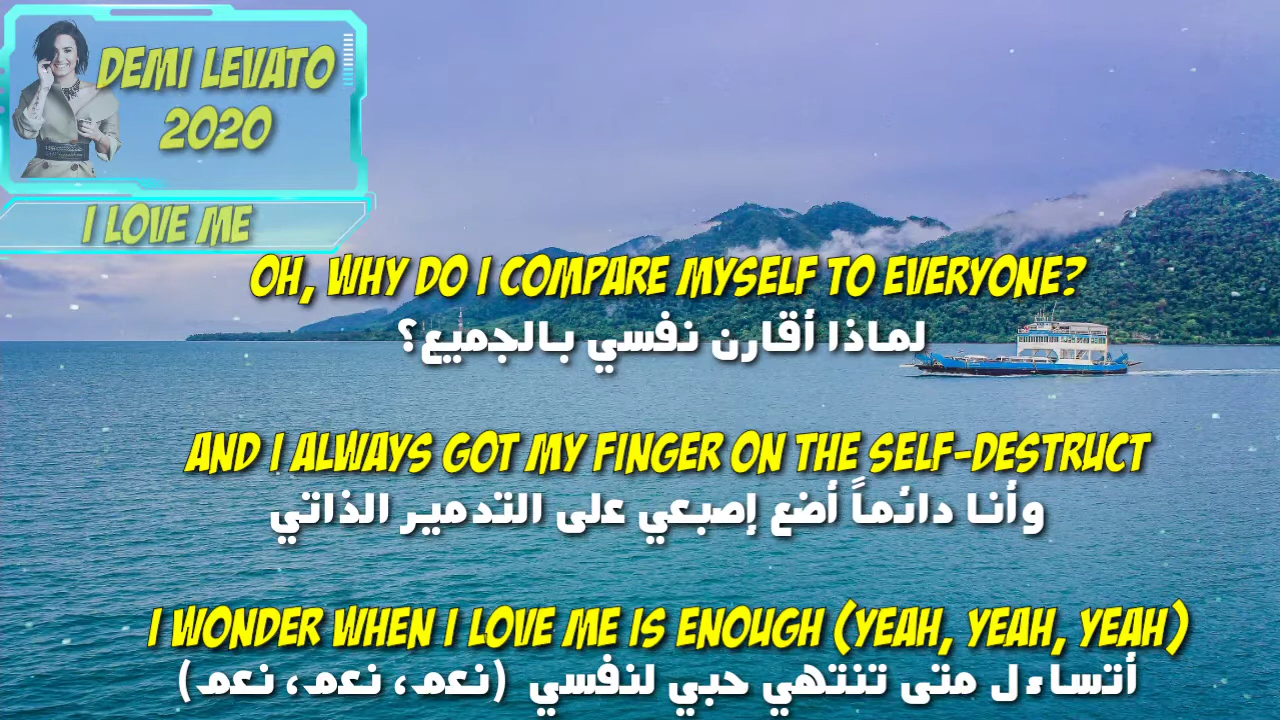 DEMI LEVATO
2020
I LOVE ME
OH, WHY DO I COMPARE MYSELF TO EVERYONE?
لماذا أقارن نفسي بالجميع؟
AND I ALWAYS GOT MY FINGER ON THE SELF-DESTRUCT
وأنا دائماً أضع إصبعي على التدمير الذاتي
I WONDER WHEN I LOVE ME IS ENOUGH (YEAH, YEAH, YEAH)
أتساءل متى تنتهي حبي لنفسي (نعم، نعم، نعم)